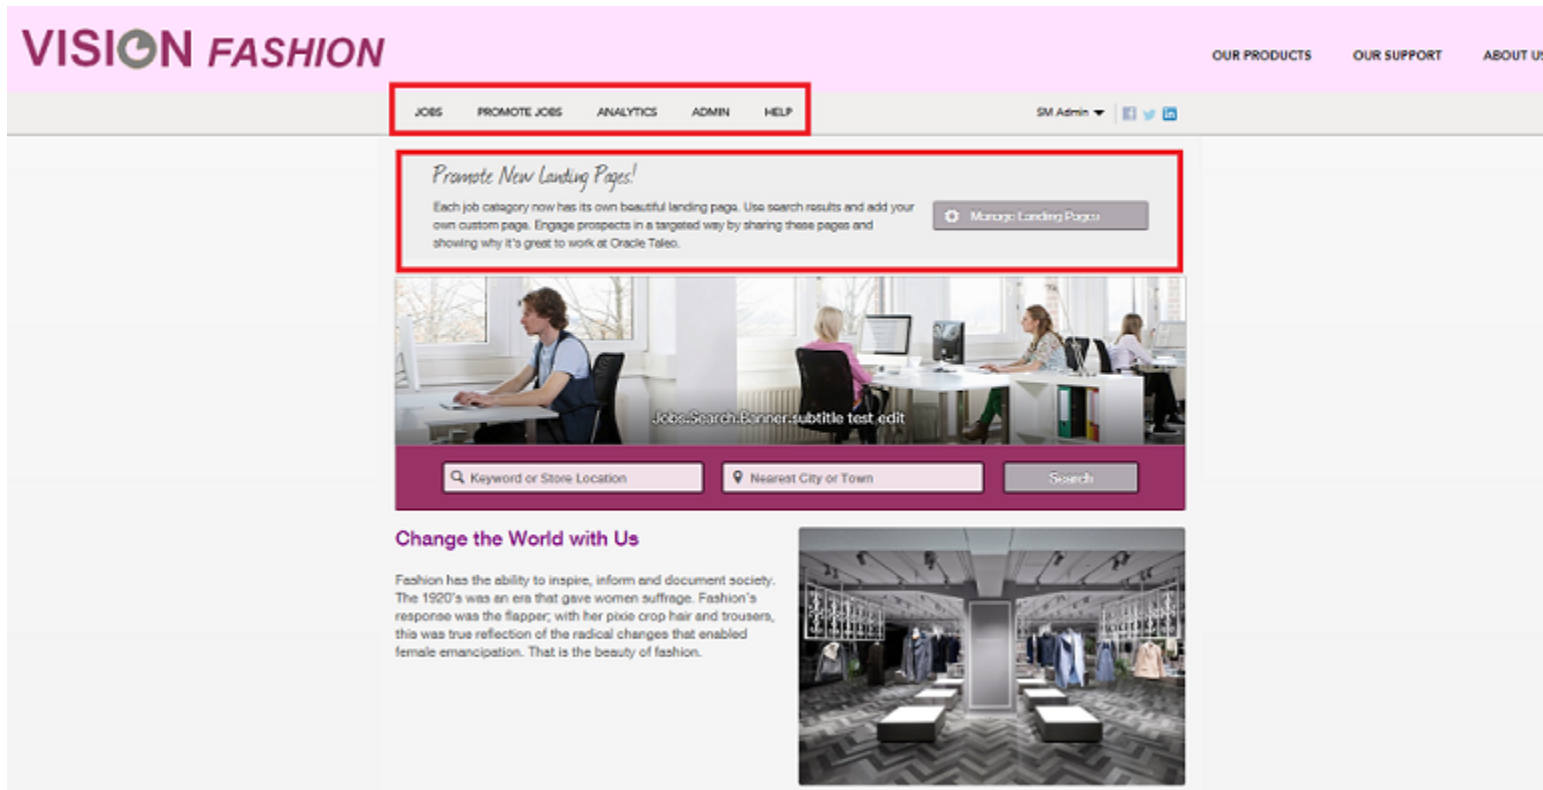 VISION FASHION
OUR PRODUCTS OUR SUPPORT ABOUT US
JOBS PROMOTE JOBS ANALYTICS ADMIN HELP SM Admin
Promote New Landing Pages!
Each job category now has its own beautiful landing page. Use search results and add your
own custom page. Engage prospects in a targeted way by sharing these pages and
showing why it's great to work at Oracle Taleo.
Manage Landing Pages
Jobs.Search.Banner.subtitle test edit
Keyword or Store Location Nearest City or Town Search
Change the World with Us
Fashion has the ability to inspire, inform and document society.
The 1920's was an era that gave women suffrage. Fashion's
response was the flapper; with her pixie crop hair and trousers,
this was true reflection of the radical changes that enabled
female emancipation. That is the beauty of fashion.